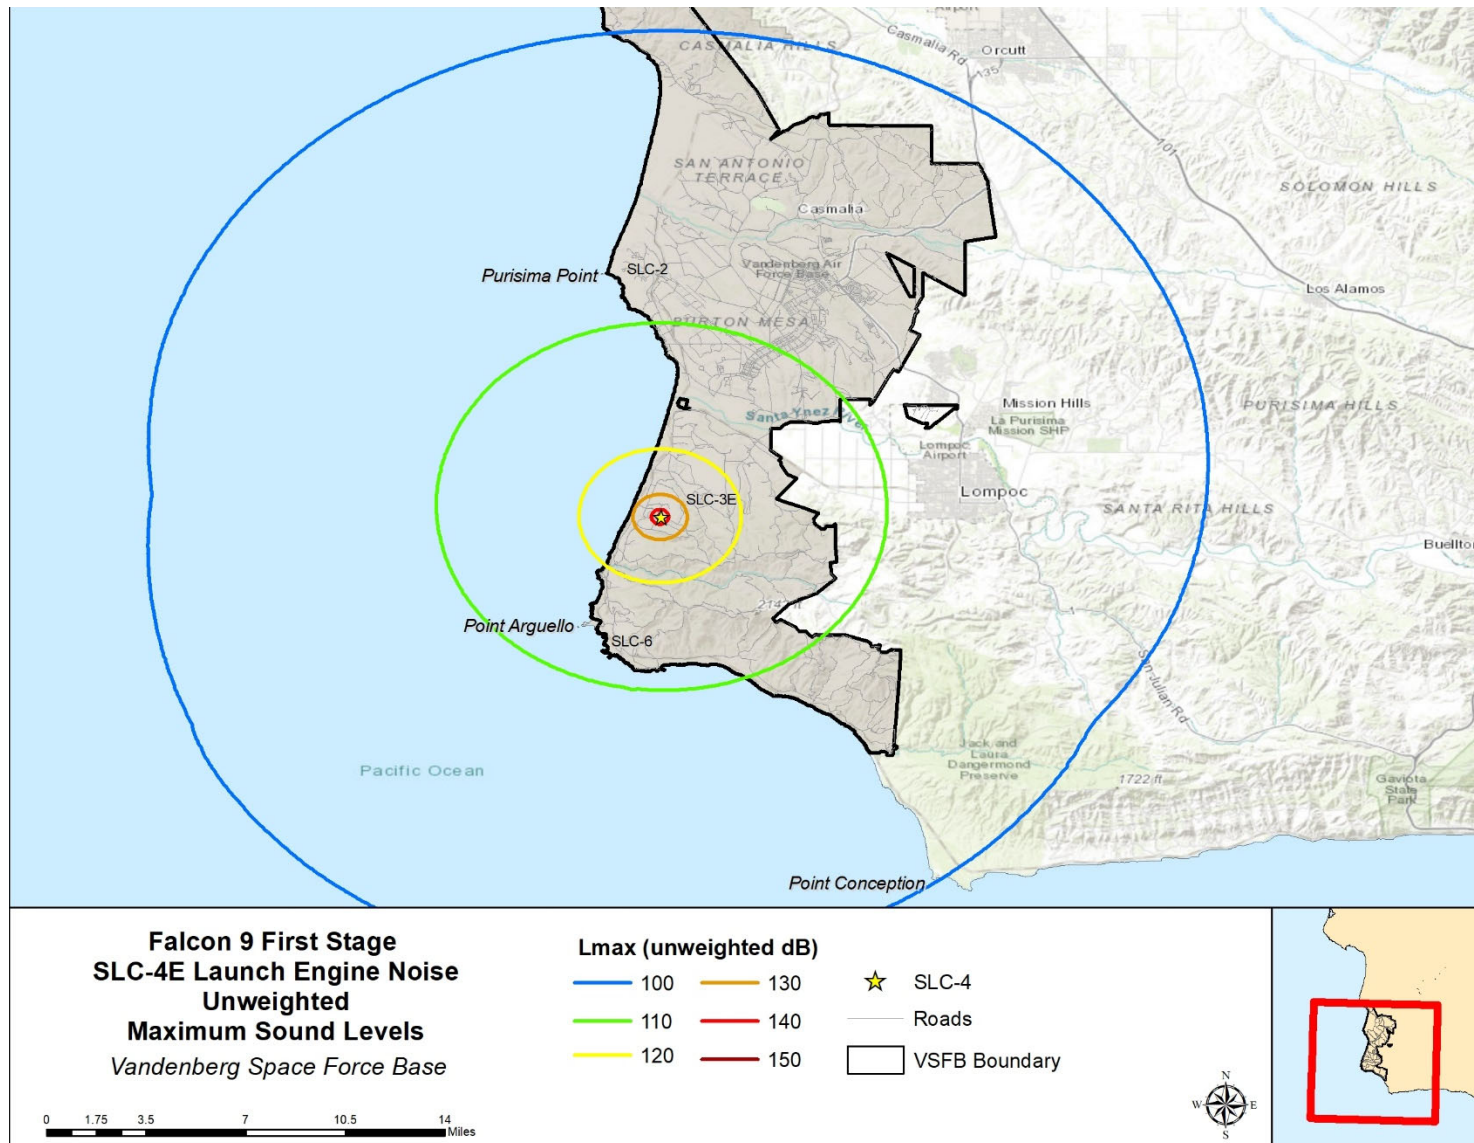 Airport
CASMALIA HILLS
Casmalia Rd
Orcutt
135
101
SAN ANTONIO
TERRACE
SOLOMON HILLS
Casmalia
Purisima Point
SLC-2
Vandenberg Air
Force Base
Los Alamos
BURTON MESA
Santa Ynez River
Mission Hills
La Purisima
Mission SHP
PURISIMA HILLS
Lompoc
Airport
SLC-3E
Lompoc
SANTA RITA HILLS
Buellton
2142 ft
1
Point Arguello
SLC-6
San Julian Rd
Pacific Ocean
Jack and
Laura
Dangermond
Preserve
1722 ft
Gaviota
State
Park
Point Conception
Falcon 9 First Stage
SLC-4E Launch Engine Noise
Unweighted
Maximum Sound Levels
Vandenberg Space Force Base
0 1.75 3.5 7 10.5 14
Miles
Lmax (unweighted dB)
100
110
120
130
140
150
SLC-4
Roads
VSFB Boundary
N
W E
S